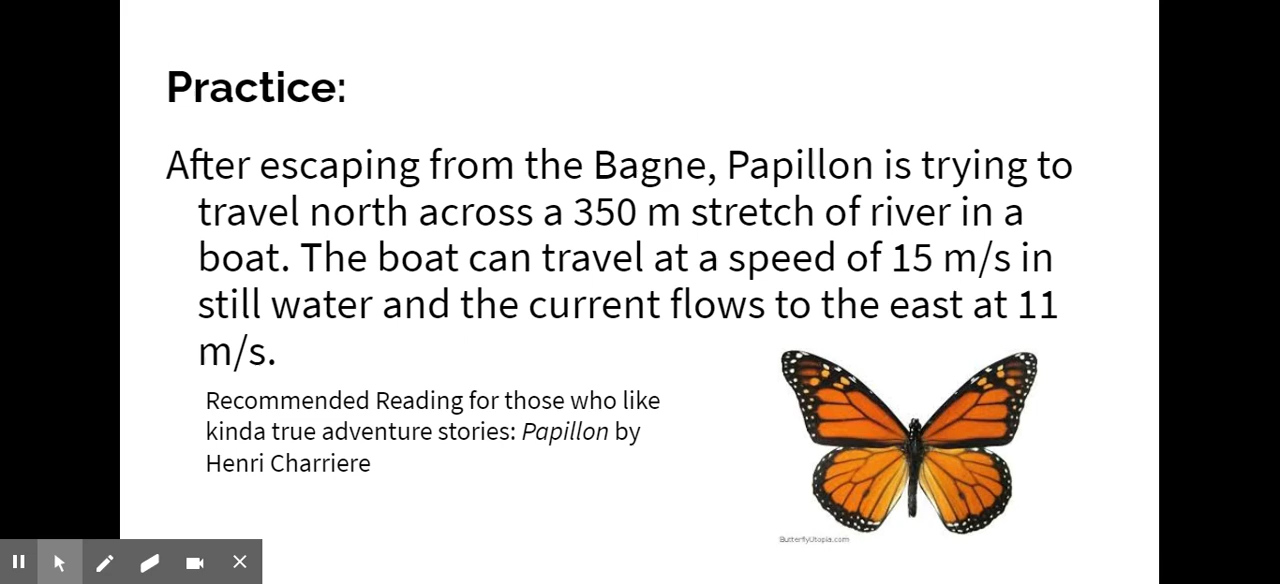 Practice:
After escaping from the Bagne, Papillon is trying to
travel north across a 350 m stretch of river in a
boat. The boat can travel at a speed of 15 m/s in
still water and the current flows to the east at 11
m/s.
Recommended Reading for those who like
kinda true adventure stories: Papillon by
Henri Charriere
ButterflyUtopia.com